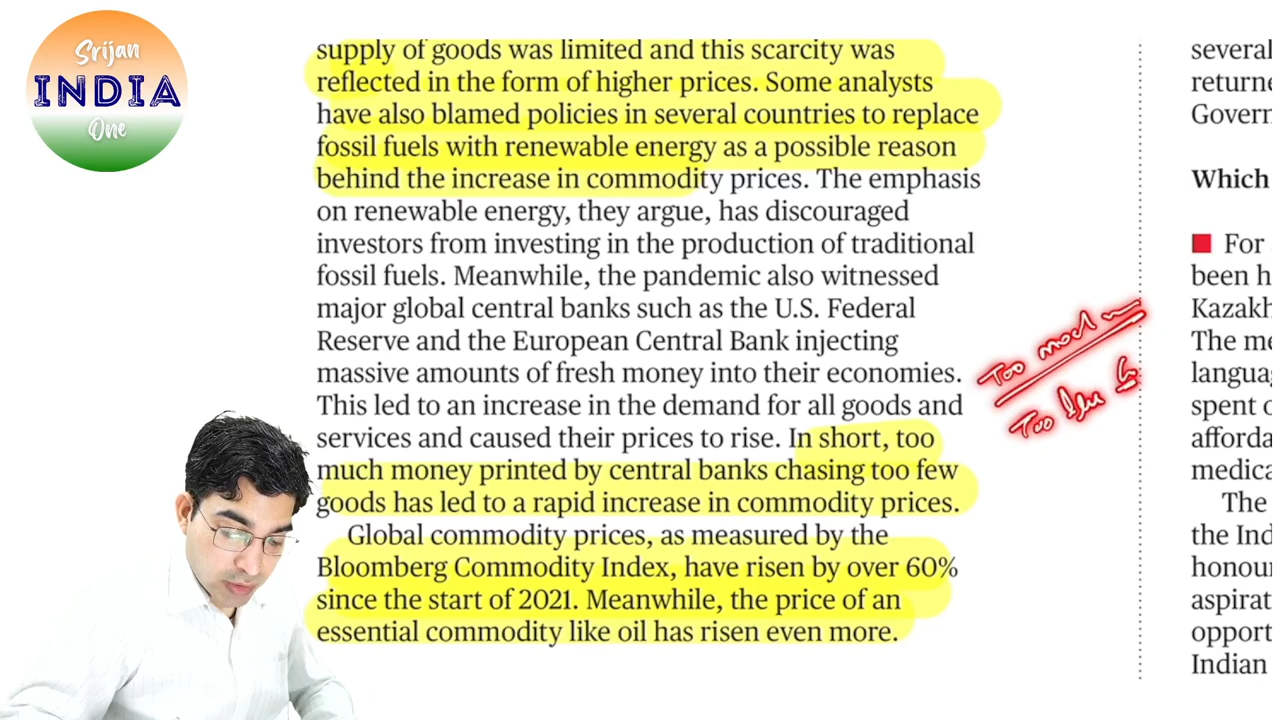 Srijan
INDIA
One
supply of goods was limited and this scarcity was
reflected in the form of higher prices. Some analysts
have also blamed policies in several countries to replace
fossil fuels with renewable energy as a possible reason
behind the increase in commodity prices. The emphasis
on renewable energy, they argue, has discouraged
investors from investing in the production of traditional
fossil fuels. Meanwhile, the pandemic also witnessed
major global central banks such as the U.S. Federal
Reserve and the European Central Bank injecting
massive amounts of fresh money into their economies.
This led to an increase in the demand for all goods and
services and caused their prices to rise. In short, too
much money printed by central banks chasing too few
goods has led to a rapid increase in commodity prices.
Global commodity prices, as measured by the
Bloomberg Commodity Index, have risen by over 60%
since the start of 2021. Meanwhile, the price of an
essential commodity like oil has risen even more.
Too
Too
several
returne
Govern
Which
For
been h
Kazakh
The me
languag
spent o
afforda
medica
The
the Ind
honour
aspirat
opport
Indian